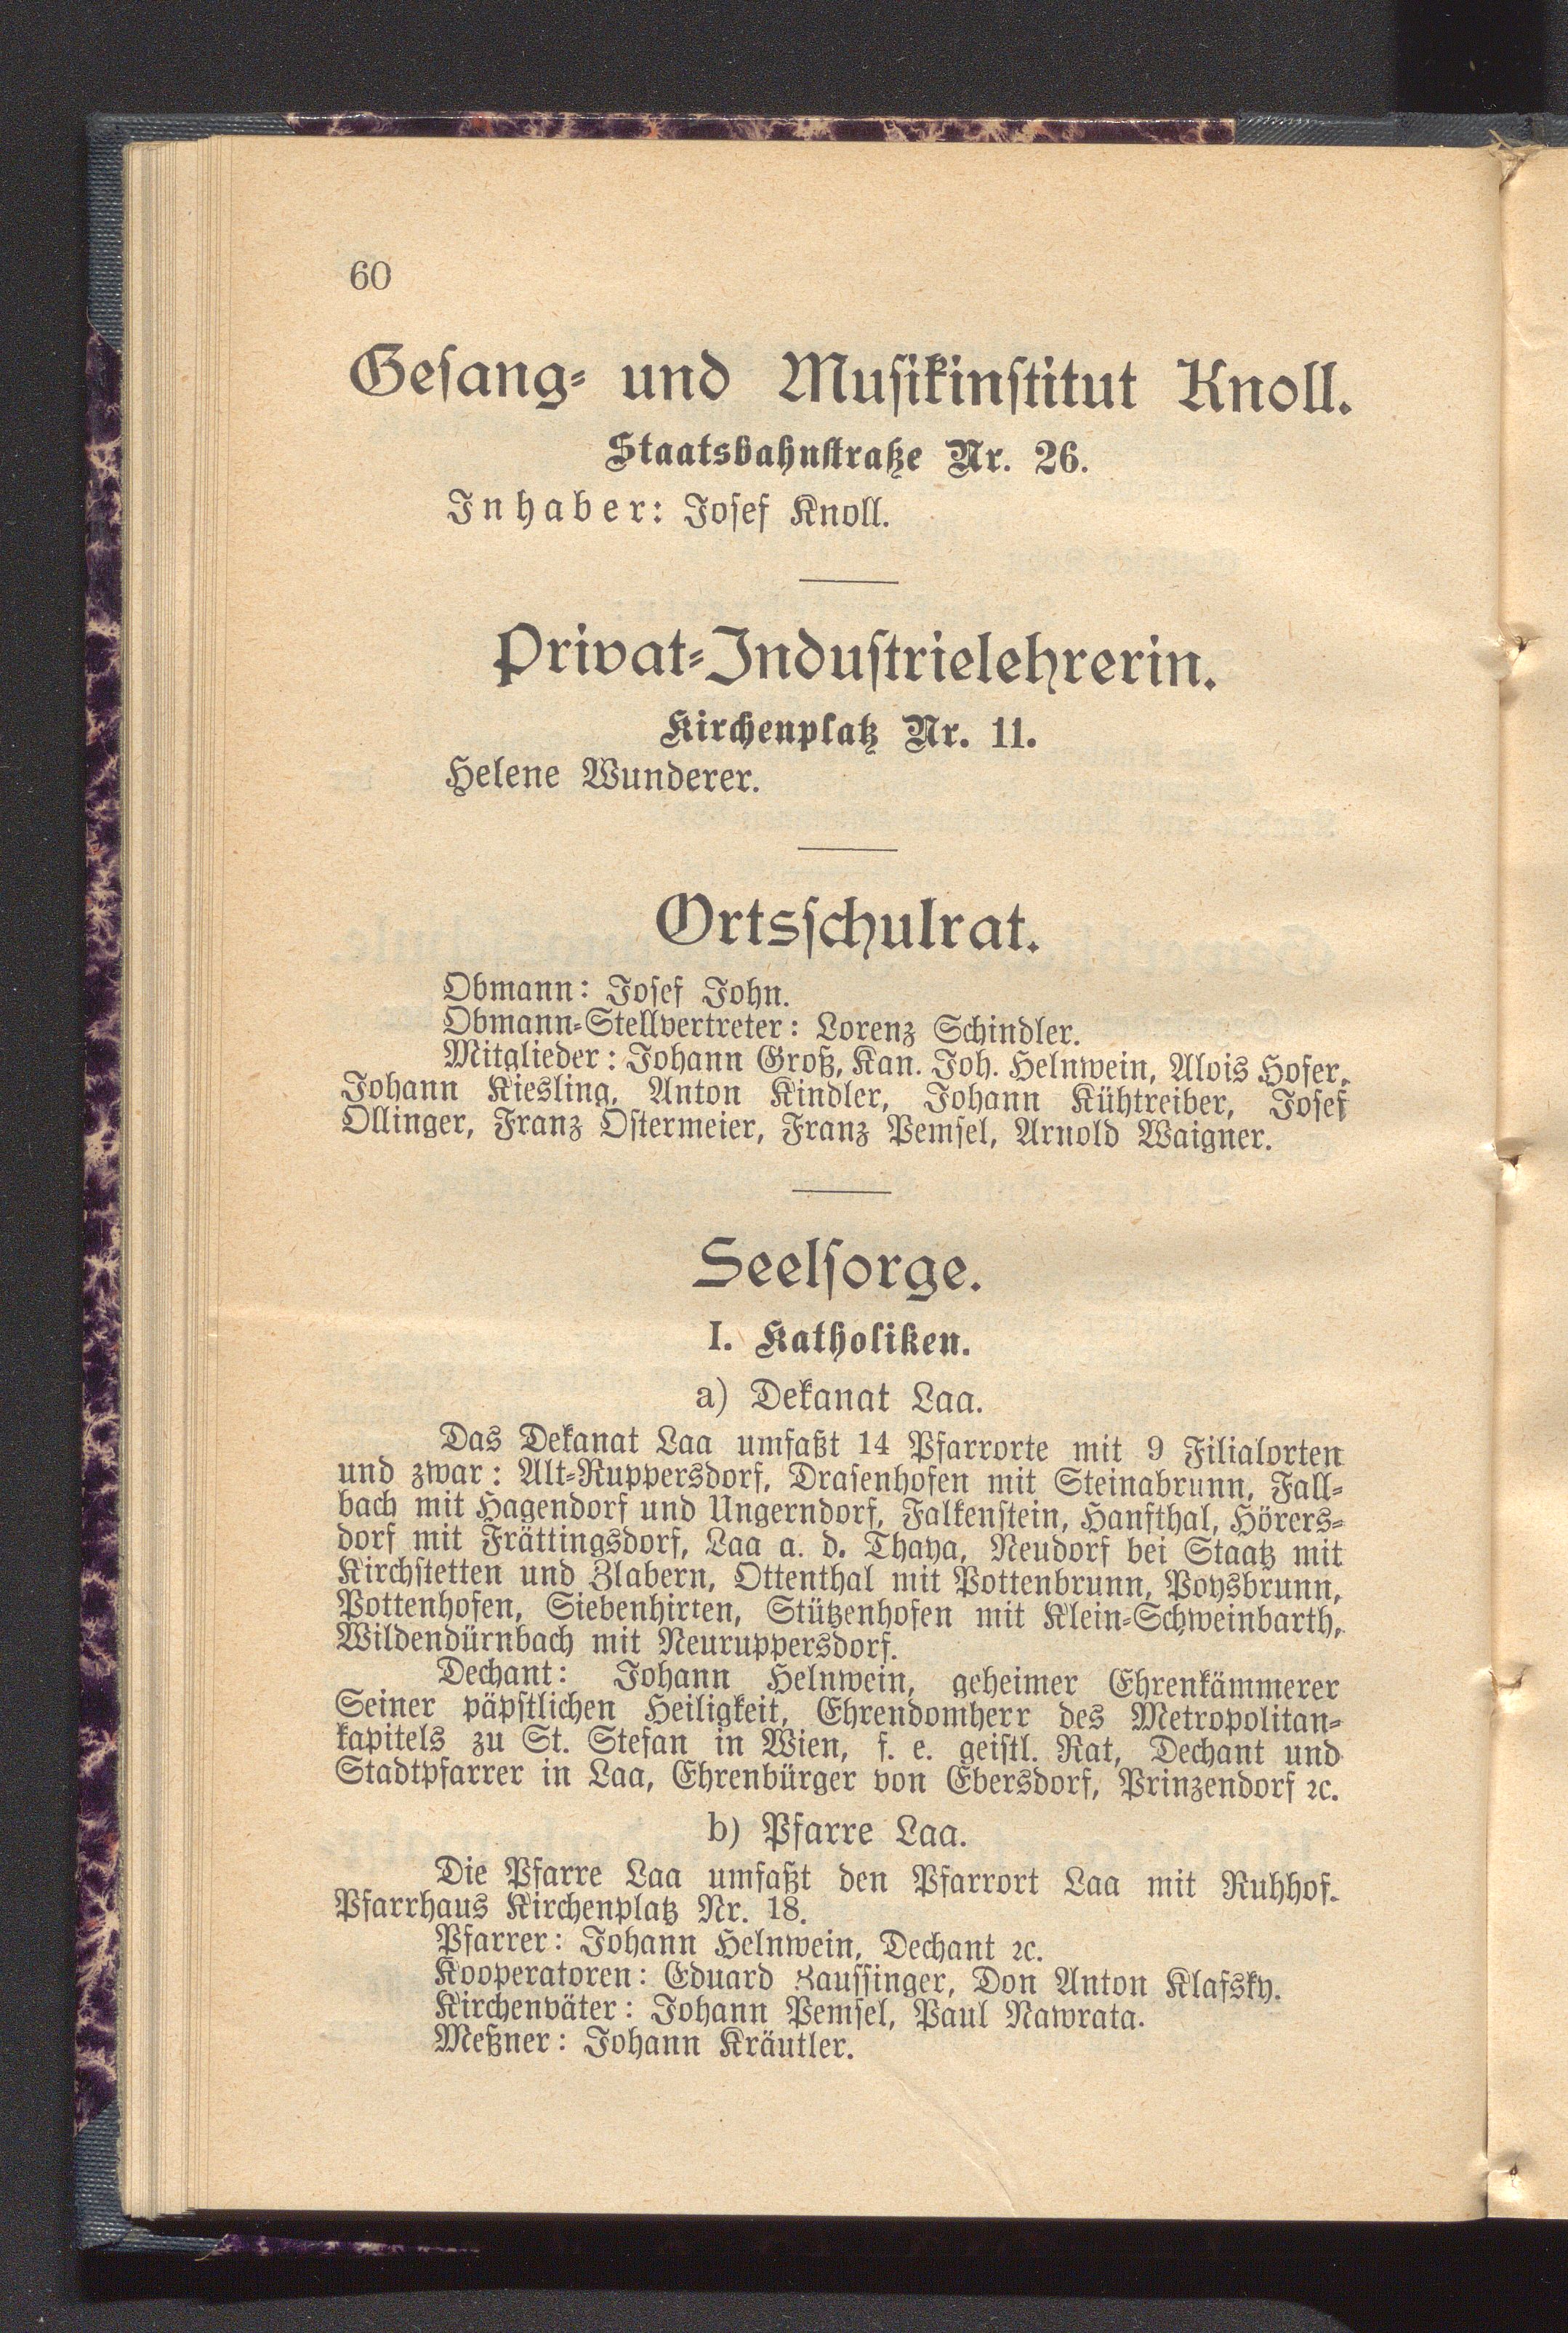 60
Gesang- und Musikinstitut Knoll.
Staatsbahnstraße Nr. 26.
Inhaber: Josef Knoll.
Privat-Industrielehrerin.
Kirchenplatz Nr. 11.
Helene Wunderer.
Ortsschulrat.
Obmann: Josef John.
Obmann-Stellvertreter: Lorenz Schindler.
Mitglieder: Johann Groß, Kan. Joh. Helnwein, Alois Hofer,
Johann Kiesling, Anton Kindler, Johann Kühtreiber, Josef
Ollinger, Franz Ostermeier, Franz Pemsel, Arnold Waigner.
Seelsorge.
I. Katholiken.
a) Dekanat Laa.
Das Dekanat Laa umfaßt 14 Pfarrorte mit 9 Filialorten
und zwar: Alt-Ruppersdorf, Drasenhofen mit Steinabrunn, Fall-
bach mit Hagendorf und Ungerndorf, Falkenstein, Hanfthal, Hörers-
dorf mit Frättingsdorf, Laa a. d. Thaya, Neudorf bei Staatz mit
Kirchstetten und Zlabern, Ottenthal mit Pottenbrunn, Poysbrunn,
Pottenhofen, Siebenhirten, Stützenhofen mit Klein-Schweinbarth,
Wildendürnbach mit Neuruppersdorf.
Dechant: Johann Helnwein, geheimer Ehrenkämmerer
Seiner päpstlichen Heiligkeit, Ehrendomherr des Metropolitan-
kapitels zu St. Stefan in Wien, f. e. geistl. Rat, Dechant und
Stadtpfarrer in Laa, Ehrenbürger von Ebersdorf, Prinzendorf ꝛc.
b) Pfarre Laa.
Die Pfarre Laa umfaßt den Pfarrort Laa mit Ruhhof.
Pfarrhaus Kirchenplatz Nr. 18.
Pfarrer: Johann Helnwein, Dechant ꝛc.
Kooperatoren: Eduard Don Anton Klafsky.
Kirchenväter: Johann Pemsel, Paul Nawrata.
Meßner: Johann Kräutler.